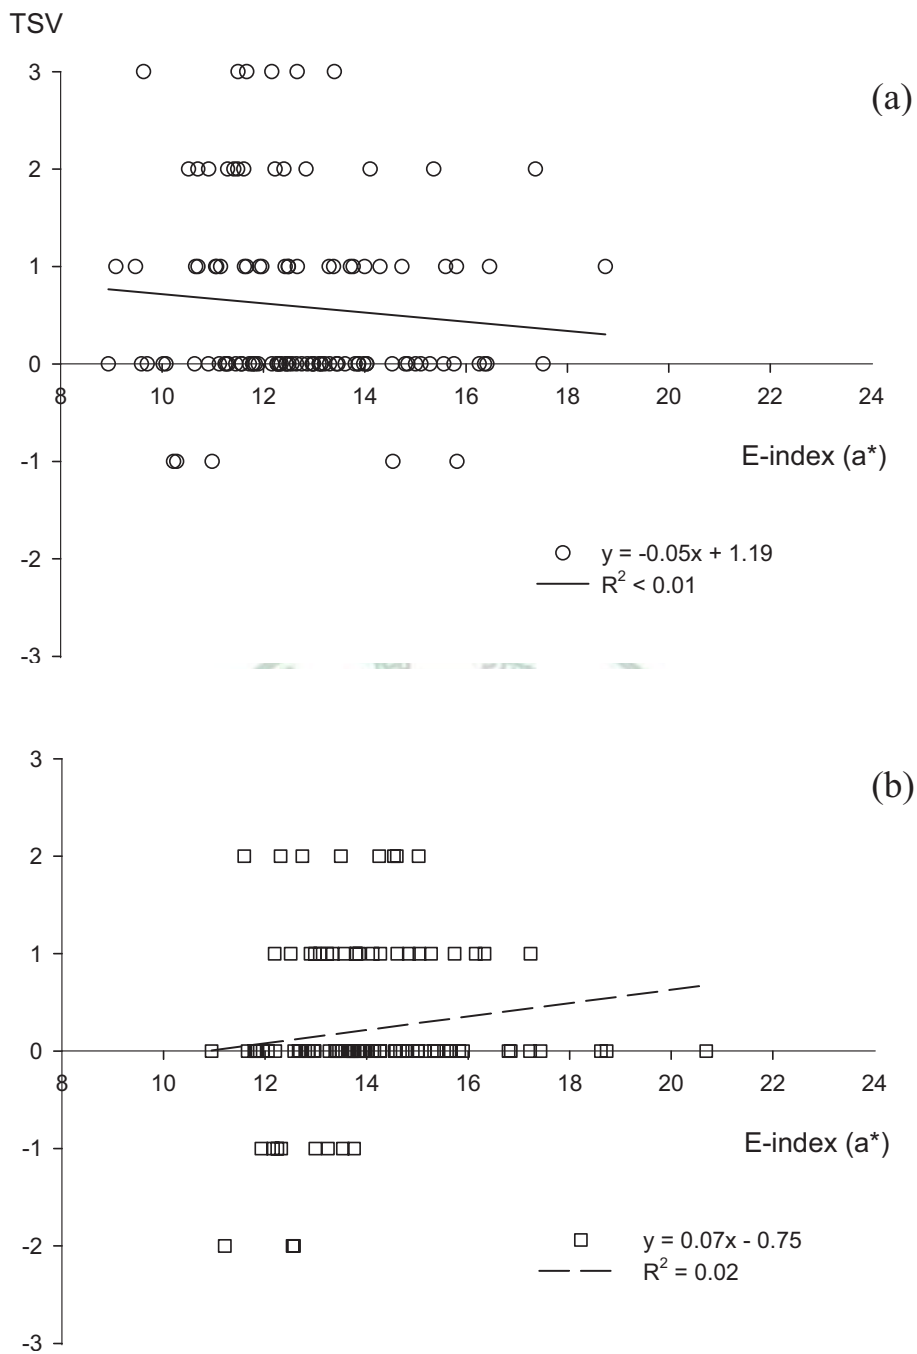 TSV
(a)
3
2
1
0
8 10 12 14 16 18 20 22 24
-1
E-index (a*)
-2
y = -0.05x + 1.19
R² < 0.01
-3
(b)
3
2
1
0
8 10 12 14 16 18 20 22 24
-1
E-index (a*)
-2
y = 0.07x - 0.75
R² = 0.02
-3